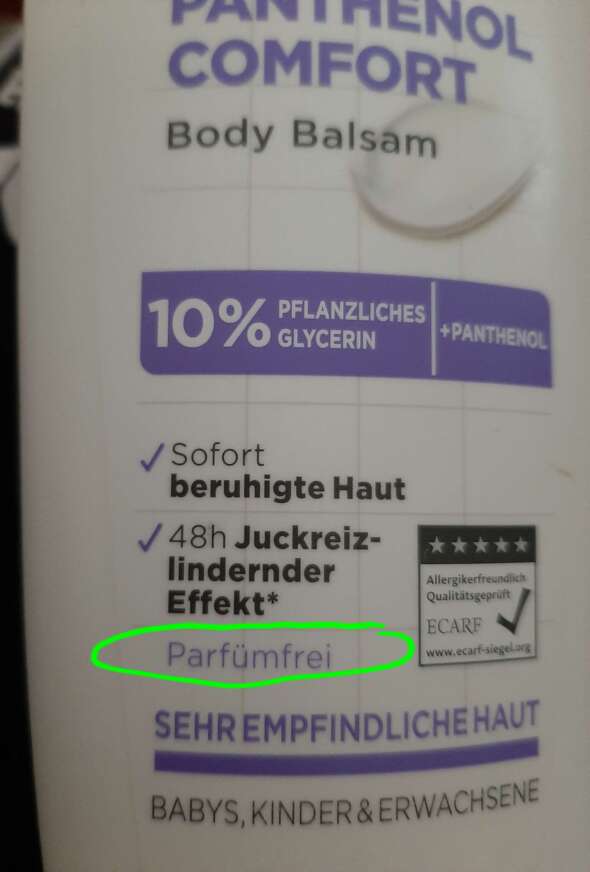 PANTHENOL
COMFORT
Body Balsam
10% PFLANZLICHES
GLYCERIN
+PANTHENOL
✓ Sofort
beruhigte Haut
✓ 48h Juckreiz-
lindernder
Effekt*
Parfümfrei
Allergikerfreundlich
Qualitätsgeprüft
ECARF
www.ecarf-siegel.org
SEHR EMPFINDLICHE HAUT
BABYS, KINDER & ERWACHSENE